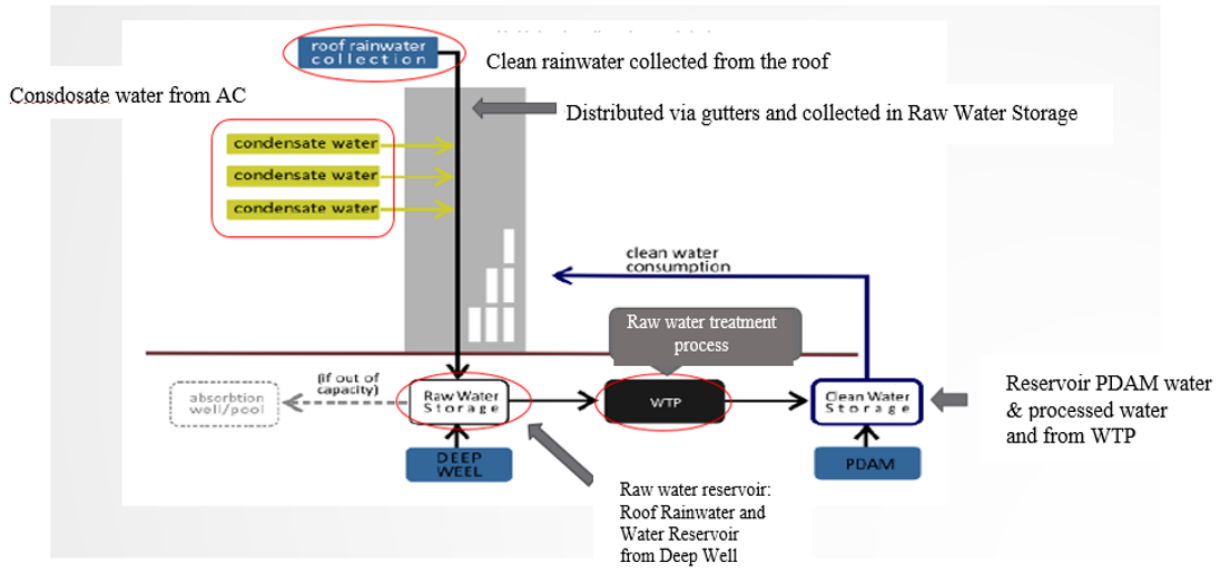 roof rainwater
collection
Clean rainwater collected from the roof
Consdosate water from AC
Distributed via gutters and collected in Raw Water Storage
condensate water
condensate water
condensate water
clean water
consumption
Raw water treatment
process
(if out of
capacity)
absorbtion
well/pool
Raw Water
Storage
WTP
Clean Water
Storage
Reservoir PDAM water
& processed water
and from WTP
DEEP
WEEL
PDAM
Raw water reservoir:
Roof Rainwater and
Water Reservoir
from Deep Well